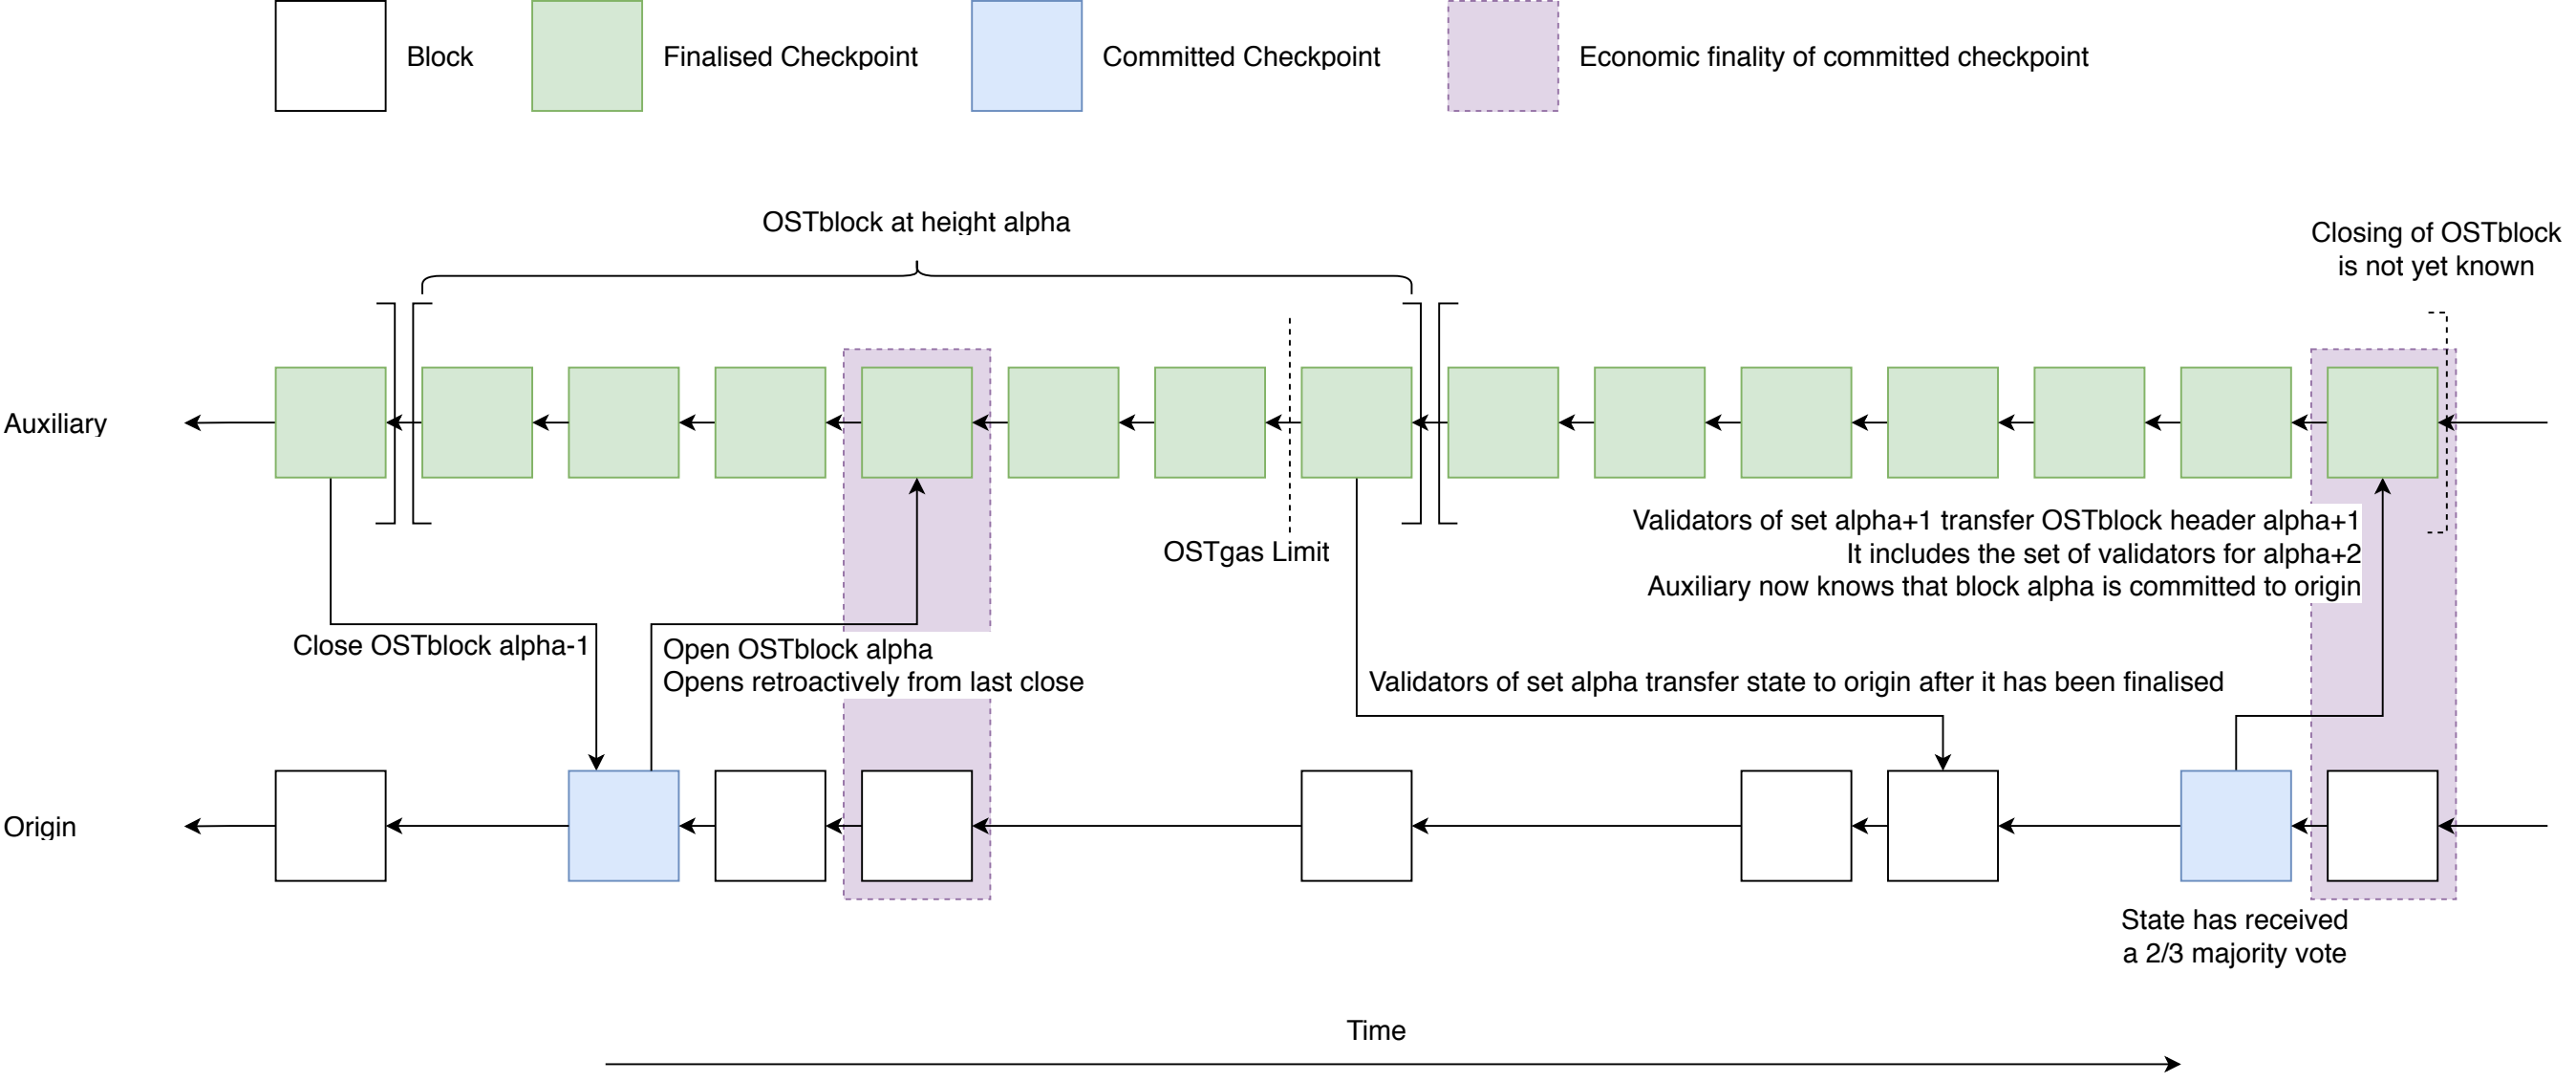 Block
Finalised Checkpoint
Committed Checkpoint
Economic finality of committed checkpoint
OSTblock at height alpha
Closing of OSTblock
is not yet known
Auxiliary
OSTgas Limit
Validators of set alpha+1 transfer OSTblock header alpha+1
It includes the set of validators for alpha+2
Auxiliary now knows that block alpha is committed to origin
Close OSTblock alpha-1
Open OSTblock alpha
Opens retroactively from last close
Validators of set alpha transfer state to origin after it has been finalised
Origin
State has received
a 2/3 majority vote
Time